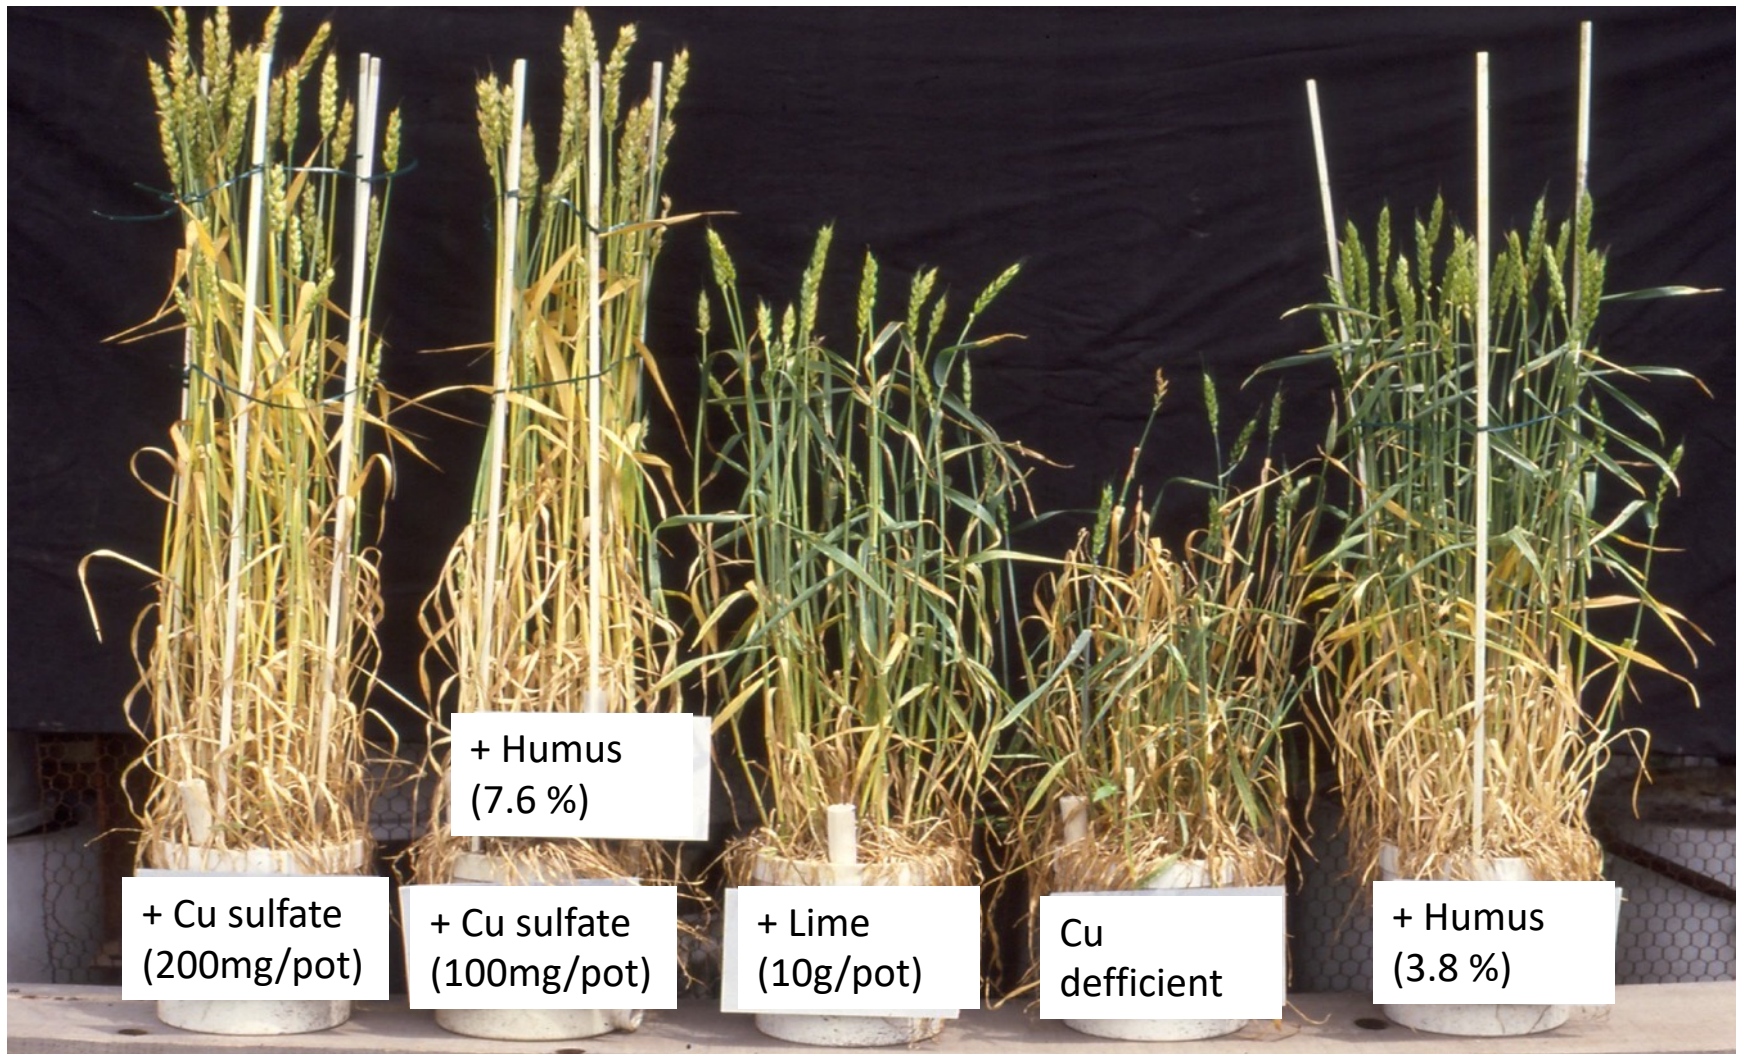 + Humus
(7.6 %)
+ Cu sulfate
(200mg/pot)
+ Cu sulfate
(100mg/pot)
+ Lime
(10g/pot)
Cu
defficient
+ Humus
(3.8 %)